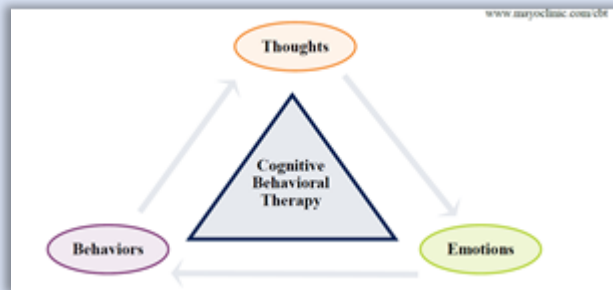 www.mayoclinic.com/cbt
Thoughts
Cognitive
Behavioral
Therapy
Behaviors
Emotions